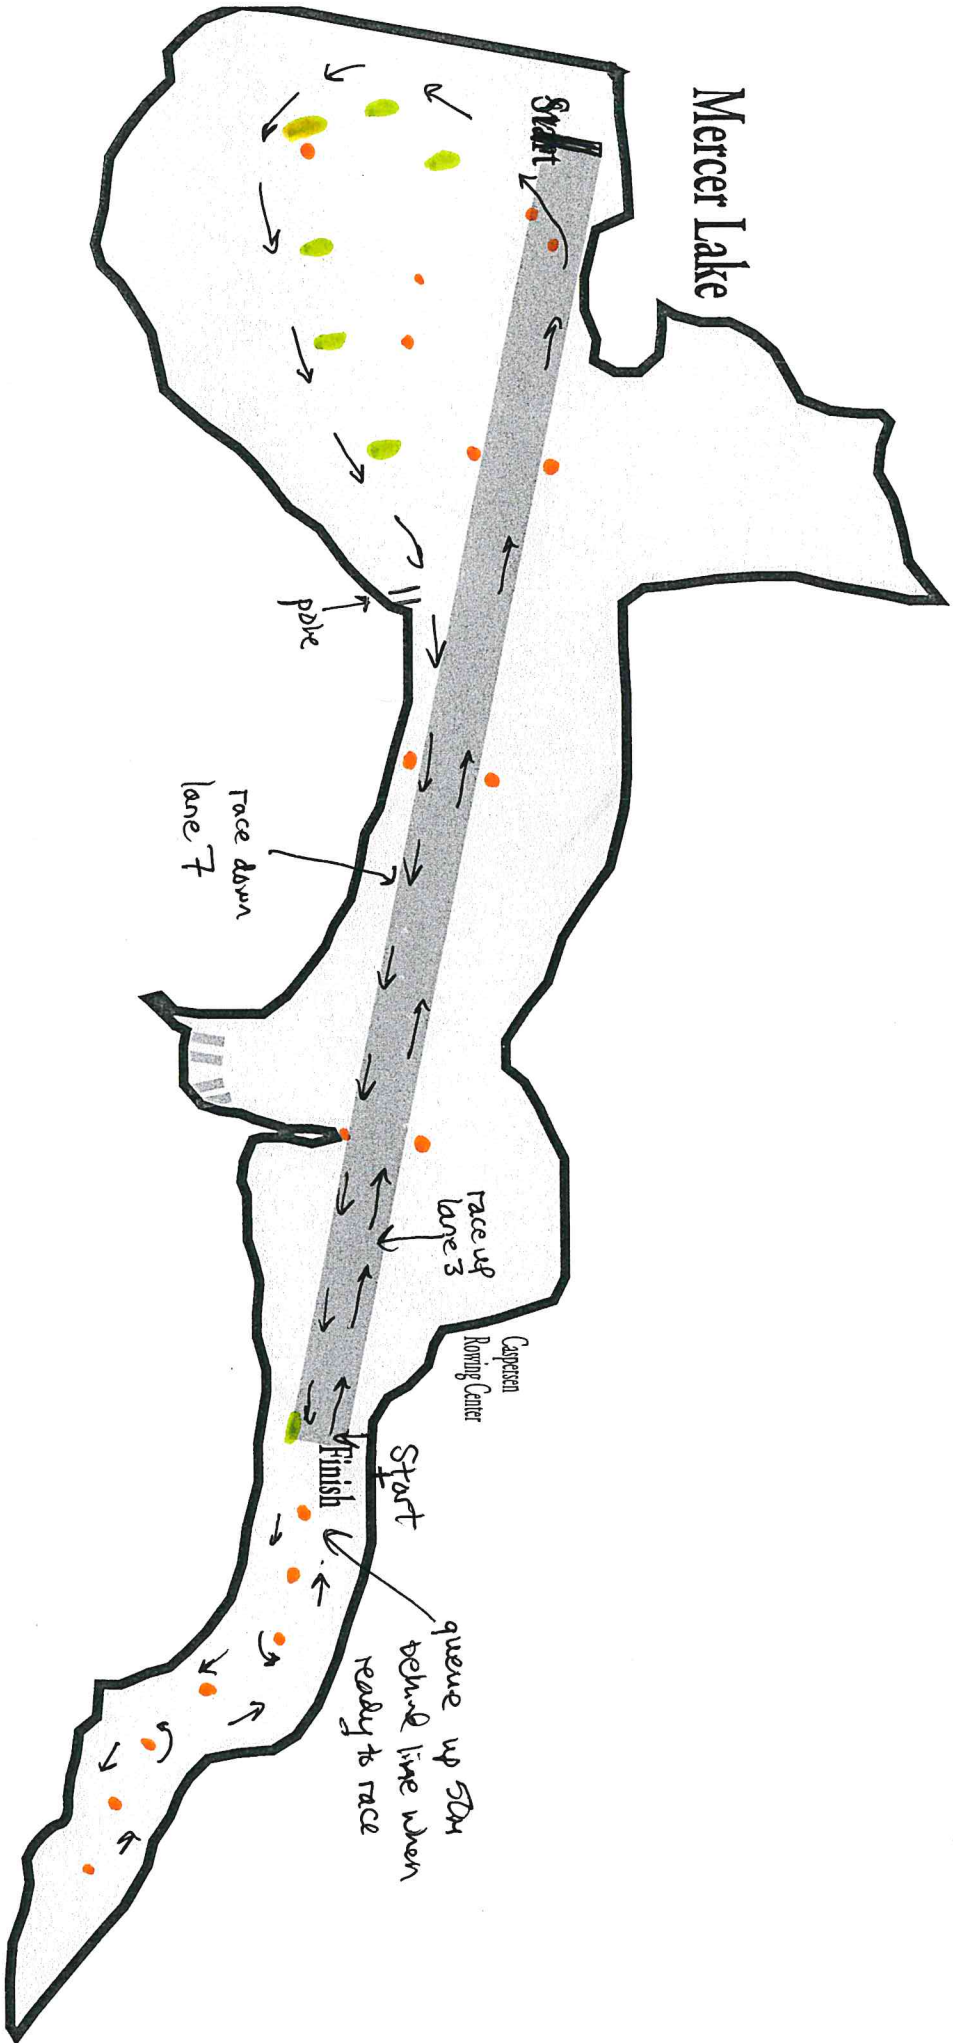 Mercer Lake
Start
pole
race down
lane 7
race up
lane 3
Caspersen
Rowing Center
Start
Finish
queue up 50M
behind line when
ready to race